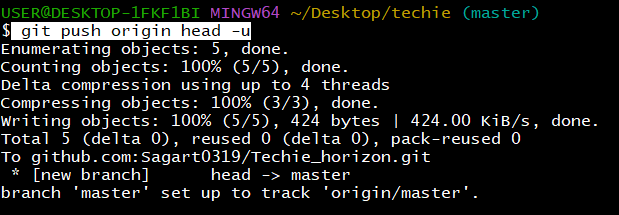 USER@DESKTOP-1FKF1BI MINGW64 ~/Desktop/techie (master)
$ git push origin head -u
Enumerating objects: 5, done.
Counting objects: 100% (5/5), done.
Delta compression using up to 4 threads
Compressing objects: 100% (3/3), done.
Writing objects: 100% (5/5), 424 bytes | 424.00 KiB/s, done.
Total 5 (delta 0), reused 0 (delta 0), pack-reused 0
To github.com:Sagart0319/Techie_horizon.git
 * [new branch]      head -> master
branch 'master' set up to track 'origin/master'.